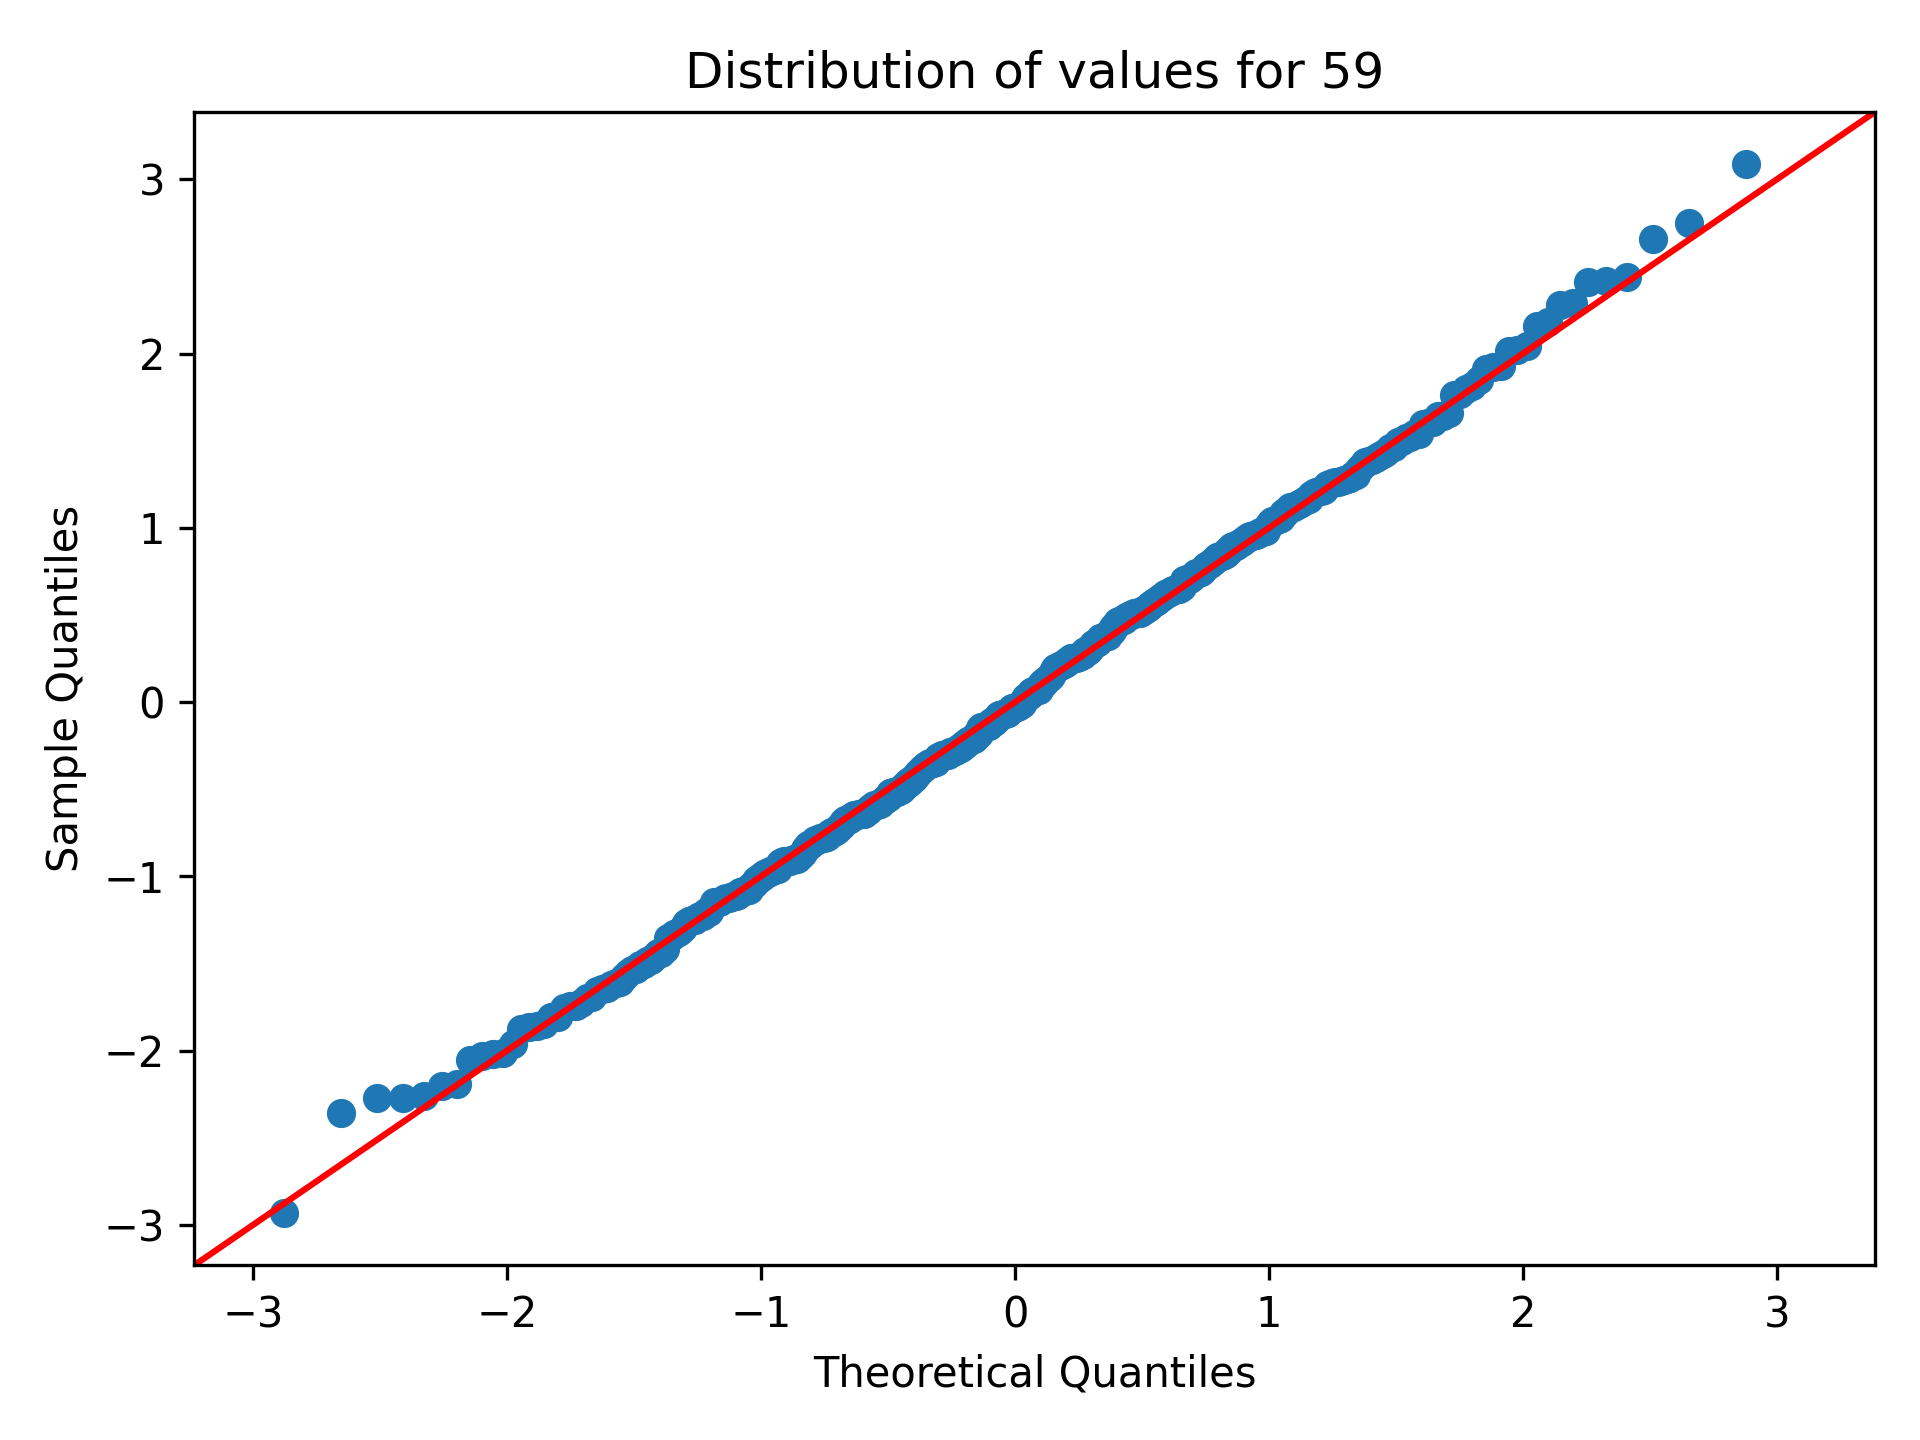 Distribution of values for 59
3
2
1
0
−1
−2
−3
Sample Quantiles
−3 −2 −1 0 1 2 3
Theoretical Quantiles